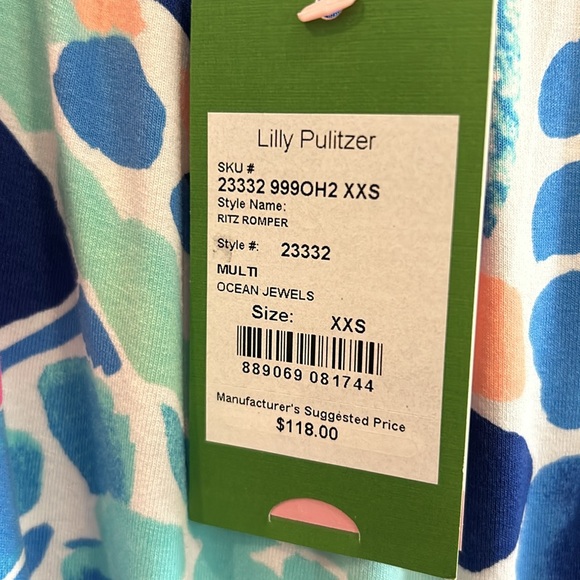 Lilly Pulitzer
SKU #
23332 999OH2 XXS
Style Name:
RITZ ROMPER
Style #: 23332
MULTI
OCEAN JEWELS
Size: XXS
889069 081744
Manufacturer's Suggested Price
$118.00